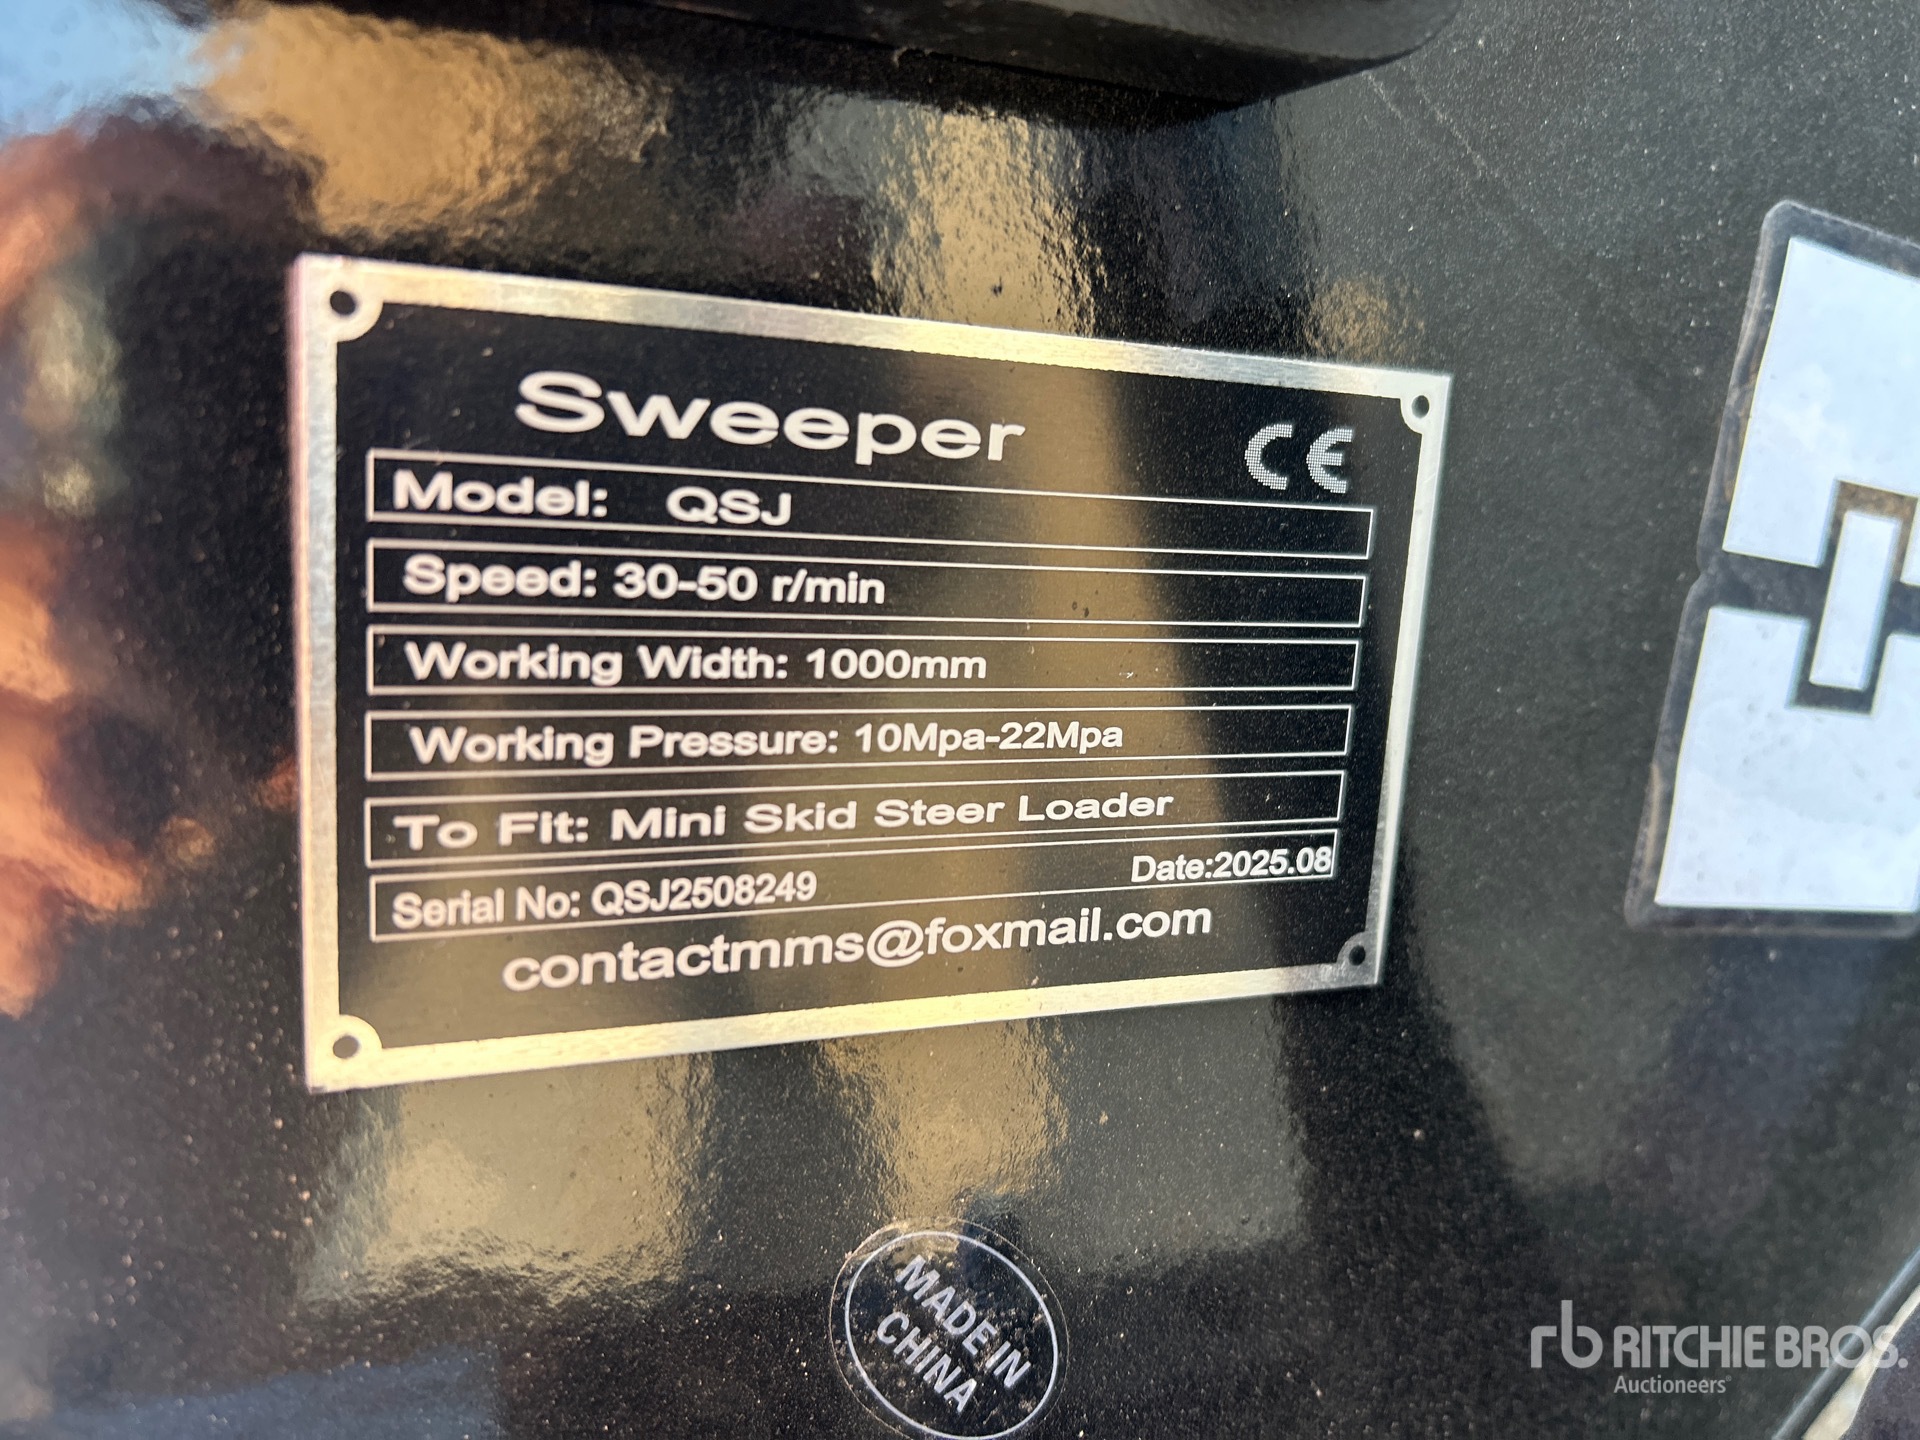 Sweeper
CE
Model: QSJ
Speed: 30-50 r/min
Working Width: 1000mm
Working Pressure: 10Mpa-22Mpa
To Fit: Mini Skid Steer Loader
Serial No: QSJ2508249 Date:2025.08
contactmms@foxmail.com
MADE IN
CHINA
rb RITCHIE BROS.
Auctioneers